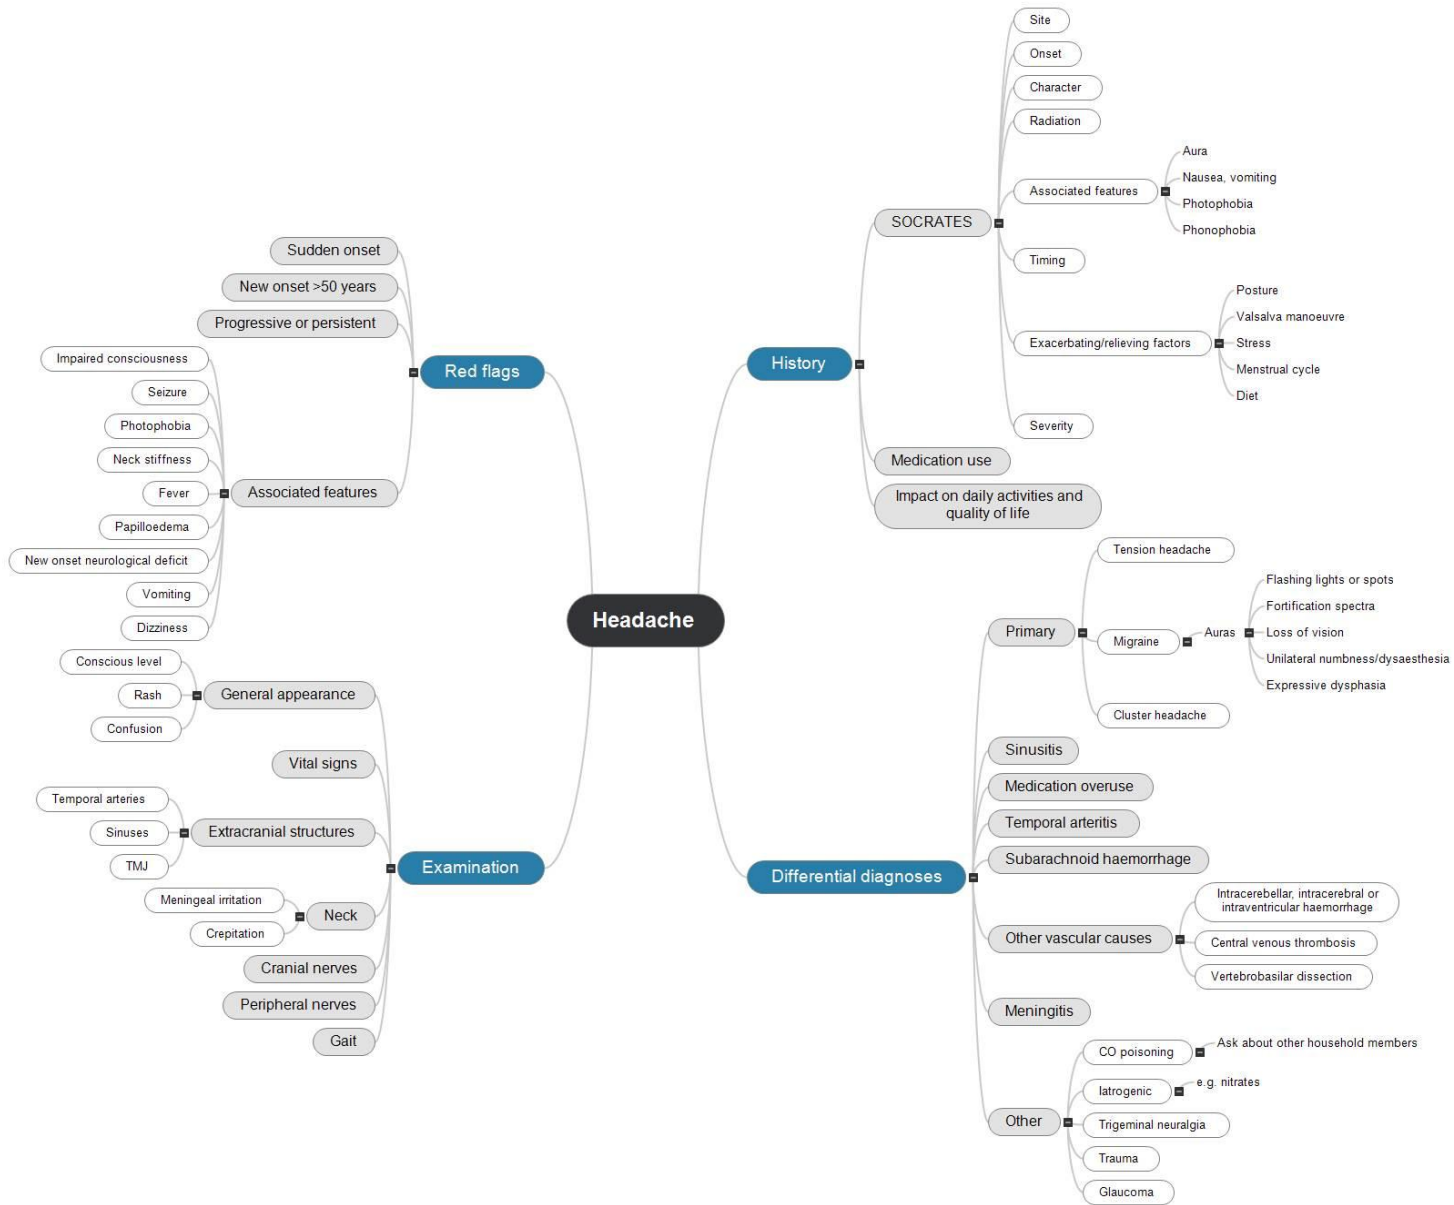 Headache
History
SOCRATES
Site
Onset
Character
Radiation
Associated features
Aura
Nausea, vomiting
Photophobia
Phonophobia
Timing
Exacerbating/relieving factors
Posture
Valsalva manoeuvre
Stress
Menstrual cycle
Diet
Severity
Medication use
Impact on daily activities and
quality of life
Differential diagnoses
Primary
Tension headache
Migraine
Auras
Flashing lights or spots
Fortification spectra
Loss of vision
Unilateral numbness/dysaesthesia
Expressive dysphasia
Cluster headache
Sinusitis
Medication overuse
Temporal arteritis
Subarachnoid haemorrhage
Other vascular causes
Intracerebellar, intracerebral or
intraventricular haemorrhage
Central venous thrombosis
Vertebrobasilar dissection
Meningitis
Other
CO poisoning
Ask about other household members
Iatrogenic
e.g. nitrates
Trigeminal neuralgia
Trauma
Glaucoma
Red flags
Sudden onset
New onset >50 years
Progressive or persistent
Associated features
Impaired consciousness
Seizure
Photophobia
Neck stiffness
Fever
Papilloedema
New onset neurological deficit
Vomiting
Dizziness
Examination
General appearance
Conscious level
Rash
Confusion
Vital signs
Extracranial structures
Temporal arteries
Sinuses
TMJ
Neck
Meningeal irritation
Crepitation
Cranial nerves
Peripheral nerves
Gait